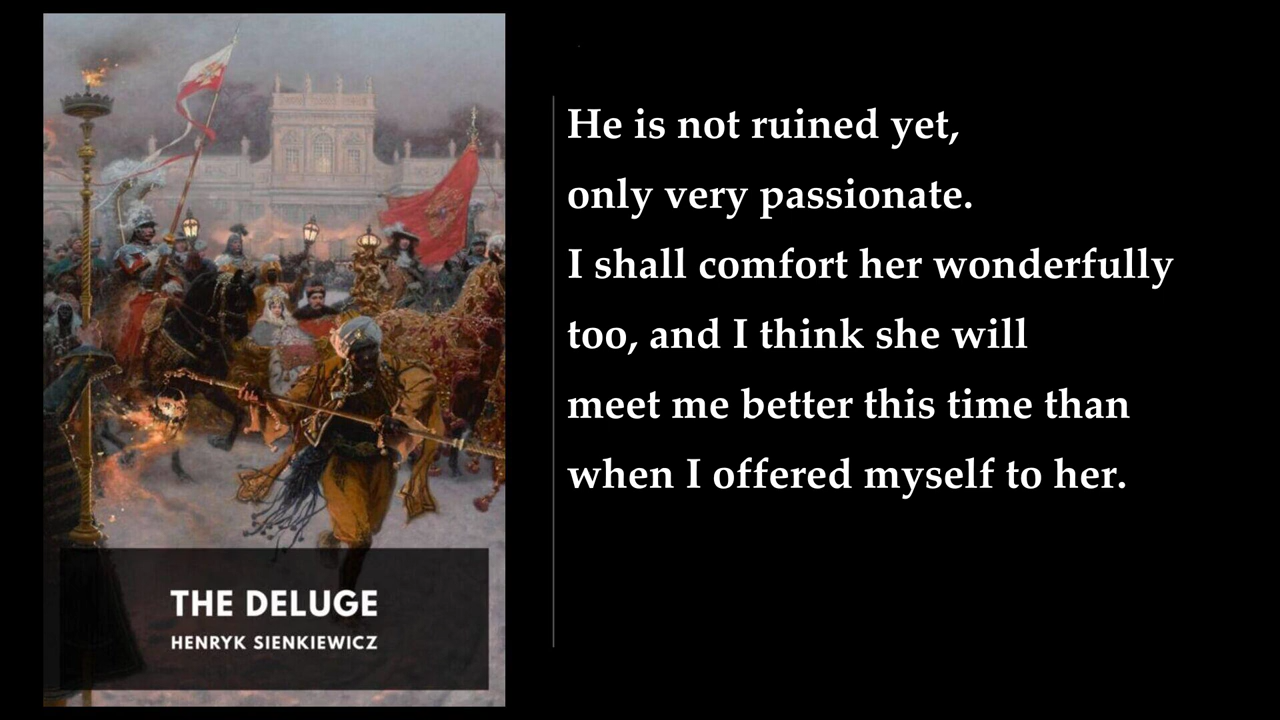 THE DELUGE
HENRYK SIENKIEWICZ
He is not ruined yet,
only very passionate.
I shall comfort her wonderfully
too, and I think she will
meet me better this time than
when I offered myself to her.